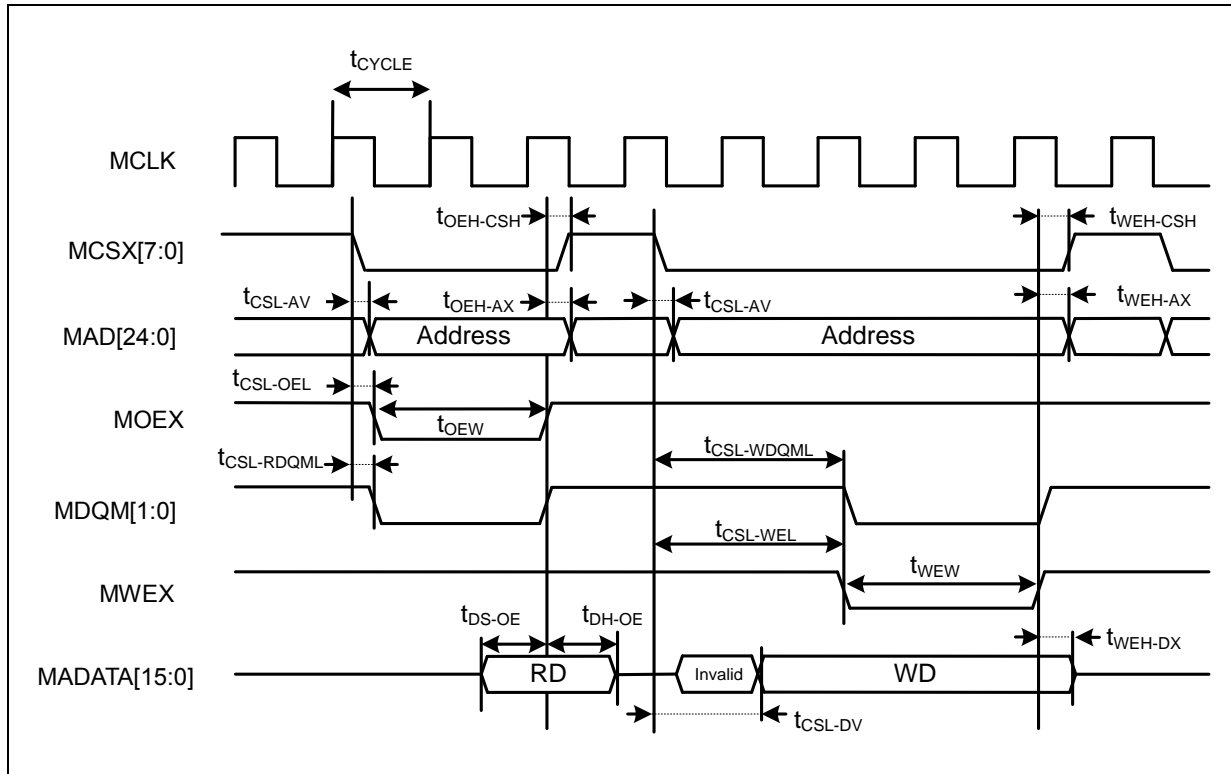 tCYCLE
MCLK
tOEH-CSH
tWEH-CSH
MCSX[7:0]
tCSL-AV
tOEH-AX
tCSL-AV
tWEH-AX
MAD[24:0]
Address
Address
tCSL-OEL
MOEX
tOEW
tCSL-RDQML
tCSL-WDQML
MDQM[1:0]
tCSL-WEL
tWEW
MWEX
tDS-OE
tDH-OE
tWEH-DX
MADATA[15:0]
RD
Invalid
WD
tCSL-DV